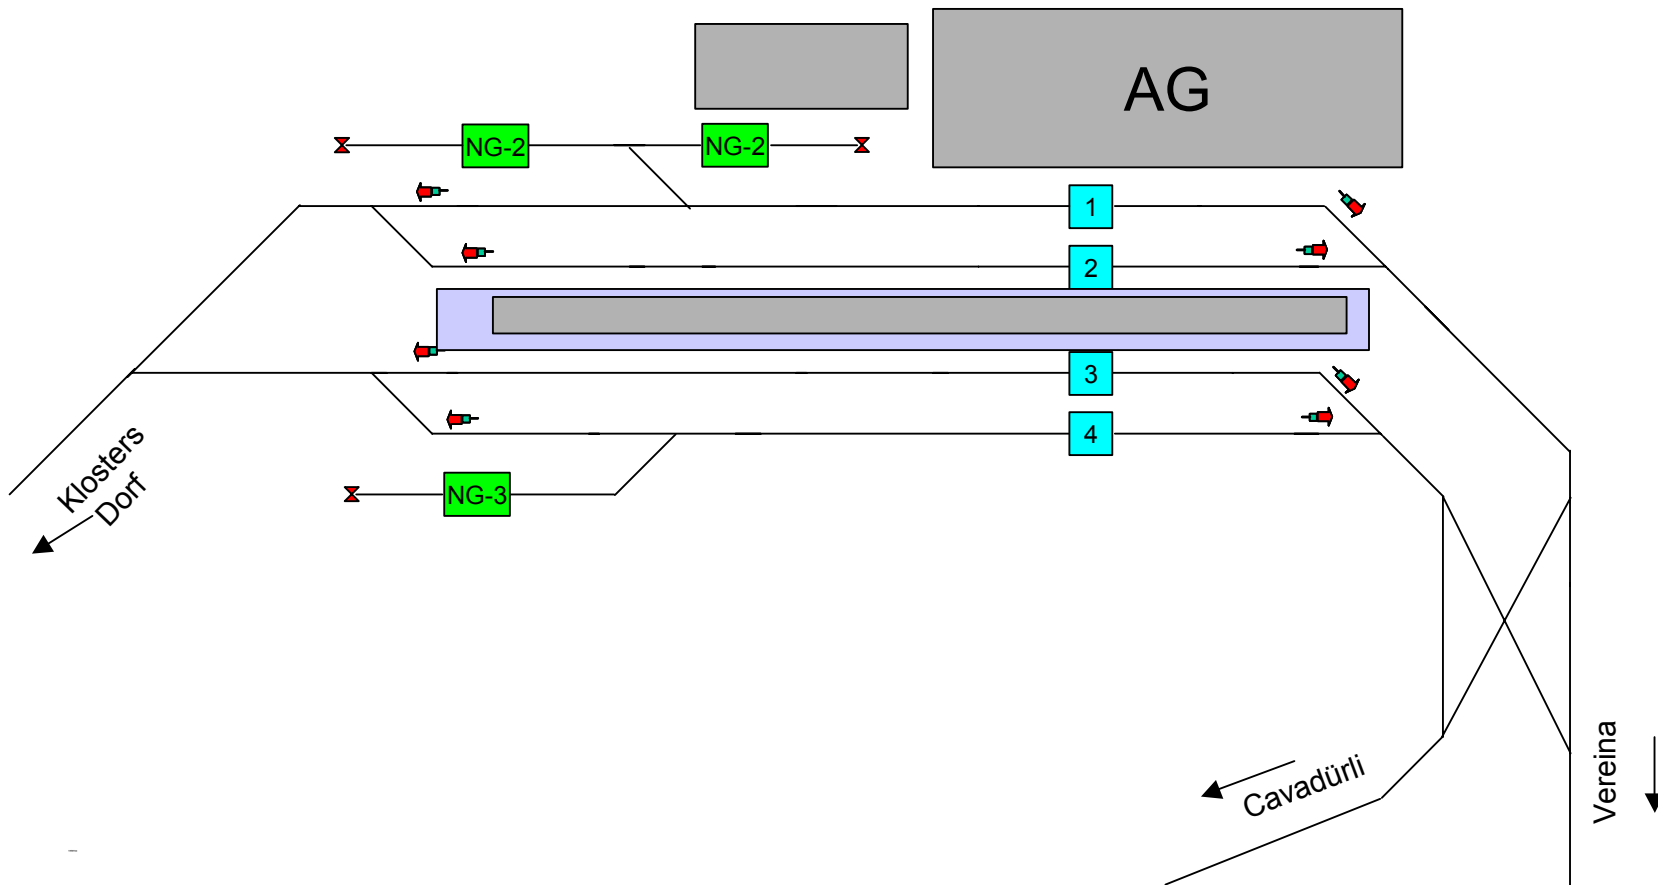 AG
NG-2
NG-2
1
2
3
4
Klosters
Dorf
NG-3
Cavadürli
Vereina